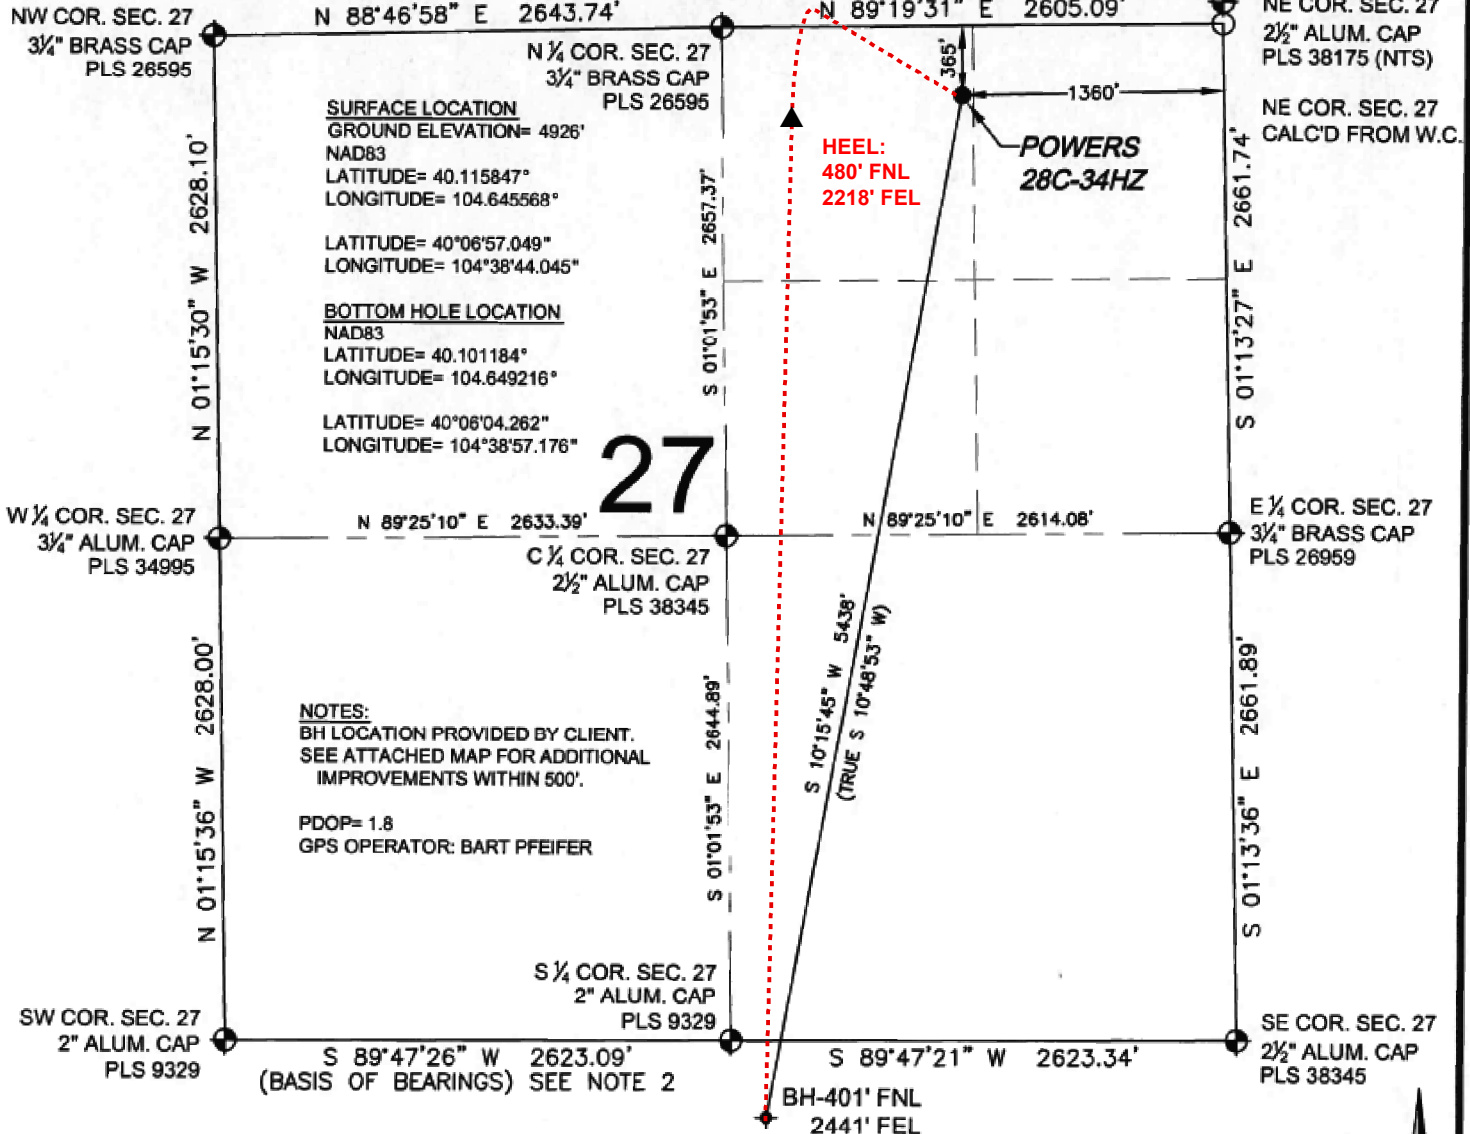 NW COR. SEC. 27
3¼" BRASS CAP
PLS 26595
N 88°46'58" E 2643.74'
N ¼ COR. SEC. 27
3¼" BRASS CAP
PLS 26595
N 89°19'31" E 2605.09'
NE COR. SEC. 27
2½" ALUM. CAP
PLS 38175 (NTS)
NE COR. SEC. 27
CALC'D FROM W.C.
365'
1360'
POWERS
28C-34HZ
HEEL:
480' FNL
2218' FEL
SURFACE LOCATION
GROUND ELEVATION= 4926'
NAD83
LATITUDE= 40.115847°
LONGITUDE= 104.645568°
LATITUDE= 40°06'57.049"
LONGITUDE= 104°38'44.045"
BOTTOM HOLE LOCATION
NAD83
LATITUDE= 40.101184°
LONGITUDE= 104.649216°
LATITUDE= 40°06'04.262"
LONGITUDE= 104°38'57.176"
N 01°15'30" W 2628.10'
S 01°01'53" E 2657.37'
S 01°13'27" E 2661.74'
27
W ¼ COR. SEC. 27
3¼" ALUM. CAP
PLS 34995
N 89°25'10" E 2633.39'
C ¼ COR. SEC. 27
2½" ALUM. CAP
PLS 38345
N 89°25'10" E 2614.08'
E ¼ COR. SEC. 27
3¼" BRASS CAP
PLS 26959
S 10°15'45" W 5438'
(TRUE S 10°48'53" W)
NOTES:
BH LOCATION PROVIDED BY CLIENT.
SEE ATTACHED MAP FOR ADDITIONAL
IMPROVEMENTS WITHIN 500'.
PDOP= 1.8
GPS OPERATOR: BART PFEIFER
N 01°15'36" W 2628.00'
S 01°01'53" E 2644.89'
S 01°13'36" E 2661.89'
SW COR. SEC. 27
2" ALUM. CAP
PLS 9329
S 89°47'26" W 2623.09'
(BASIS OF BEARINGS) SEE NOTE 2
S ¼ COR. SEC. 27
2" ALUM. CAP
PLS 9329
S 89°47'21" W 2623.34'
SE COR. SEC. 27
2½" ALUM. CAP
PLS 38345
BH-401' FNL
2441' FEL